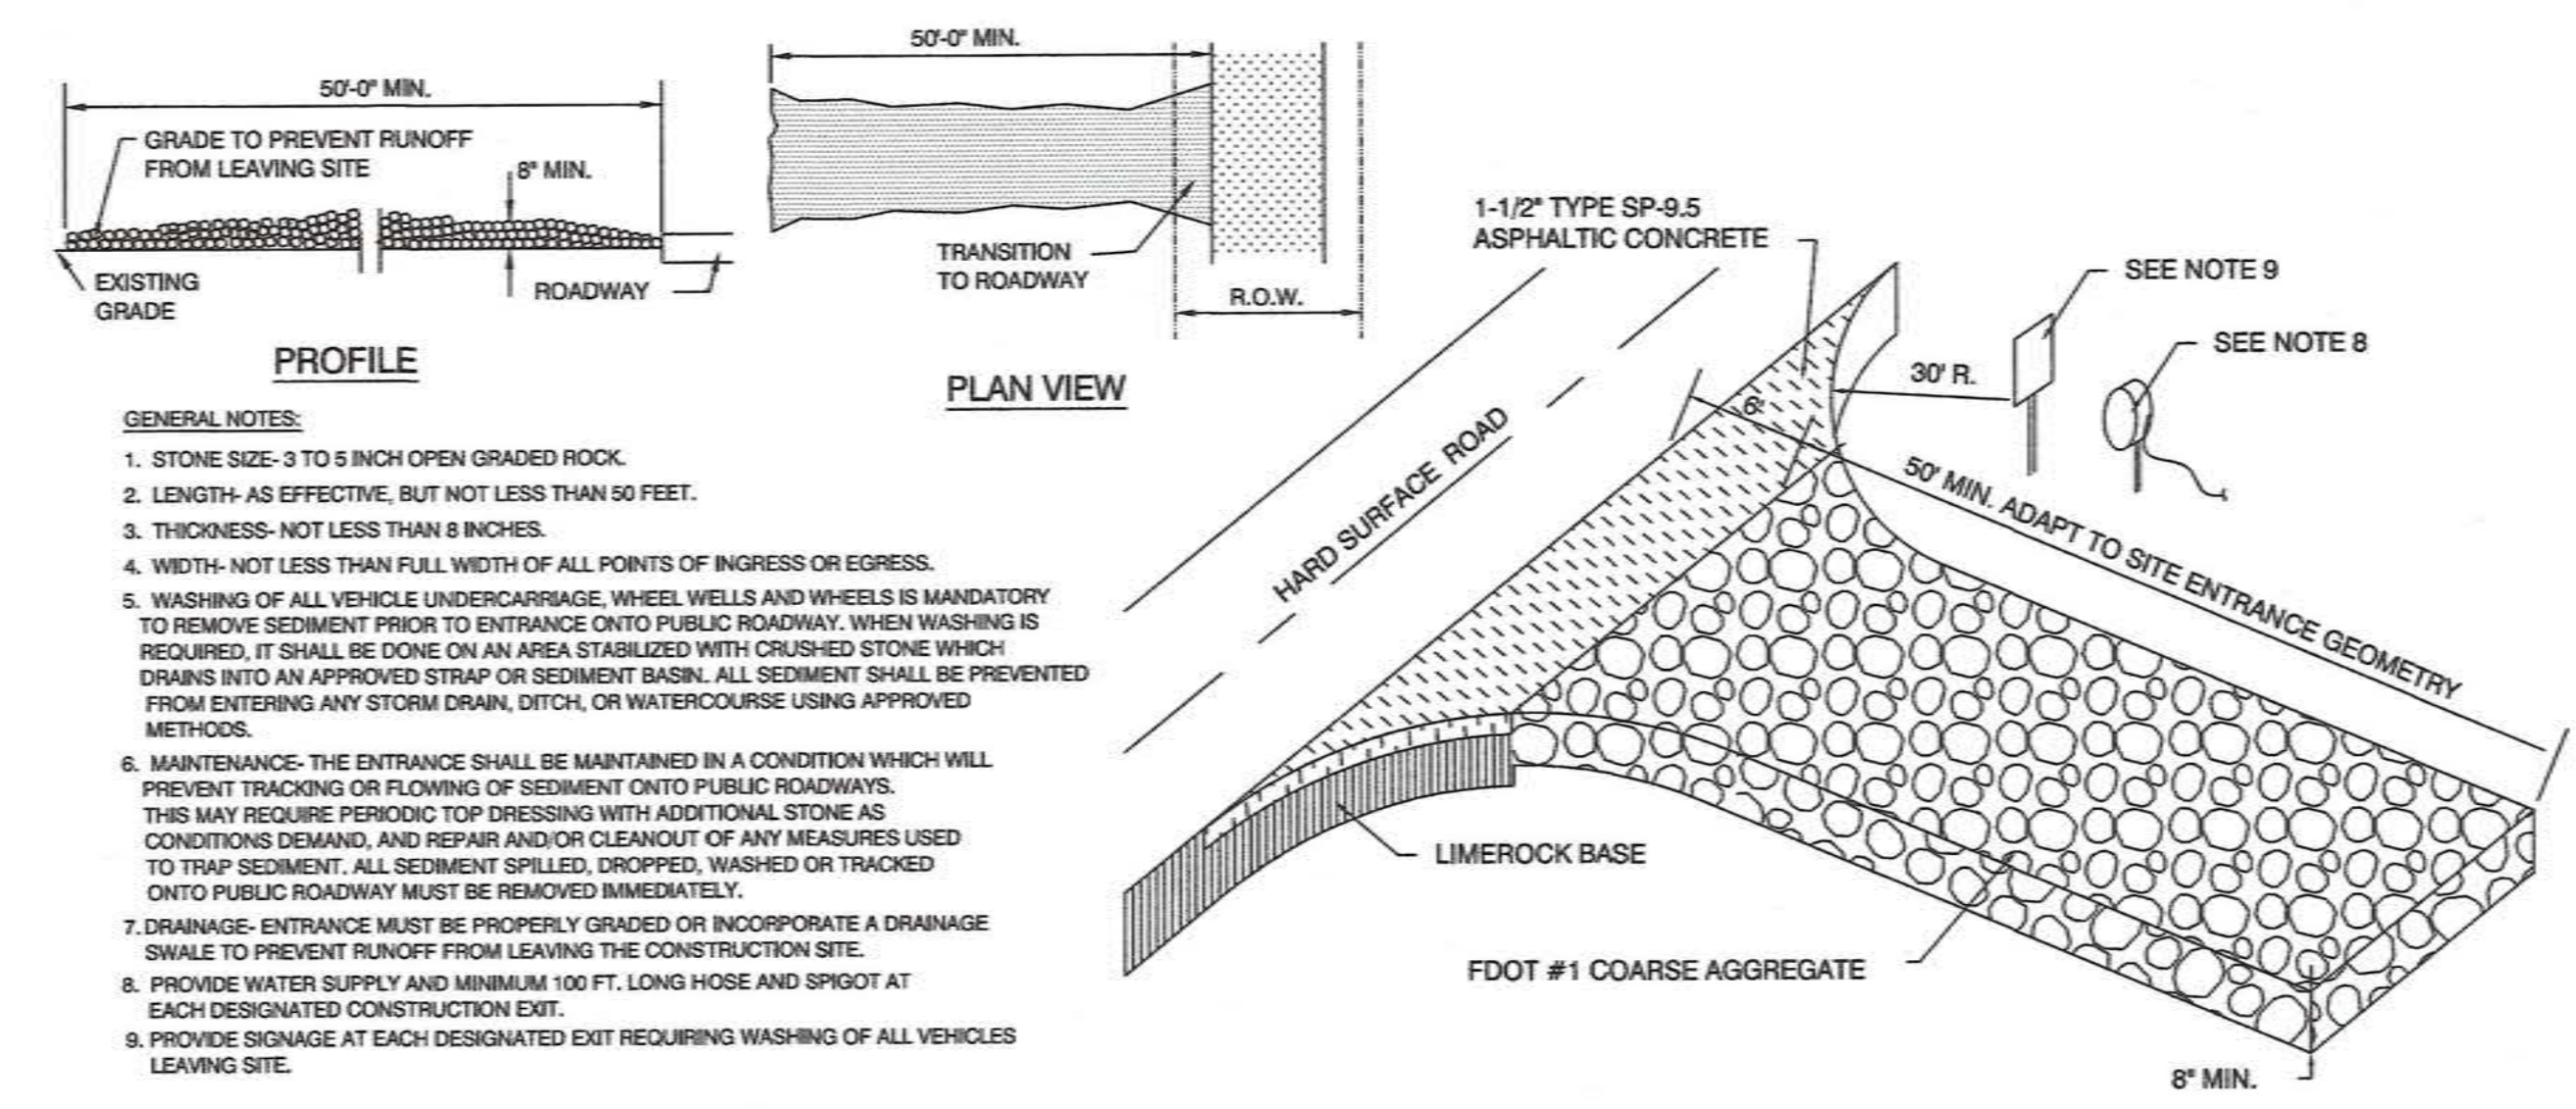 50'-0" MIN.
GRADE TO PREVENT RUNOFF
FROM LEAVING SITE
8" MIN.
EXISTING
GRADE
ROADWAY
PROFILE
50'-0" MIN.
TRANSITION
TO ROADWAY
R.O.W.
PLAN VIEW
GENERAL NOTES:
1. STONE SIZE- 3 TO 5 INCH OPEN GRADED ROCK.
2. LENGTH- AS EFFECTIVE, BUT NOT LESS THAN 50 FEET.
3. THICKNESS- NOT LESS THAN 8 INCHES.
4. WIDTH- NOT LESS THAN FULL WIDTH OF ALL POINTS OF INGRESS OR EGRESS.
5. WASHING OF ALL VEHICLE UNDERCARRIAGE, WHEEL WELLS AND WHEELS IS MANDATORY
TO REMOVE SEDIMENT PRIOR TO ENTRANCE ONTO PUBLIC ROADWAY. WHEN WASHING IS
REQUIRED, IT SHALL BE DONE ON AN AREA STABILIZED WITH CRUSHED STONE WHICH
DRAINS INTO AN APPROVED STRAP OR SEDIMENT BASIN. ALL SEDIMENT SHALL BE PREVENTED
FROM ENTERING ANY STORM DRAIN, DITCH, OR WATERCOURSE USING APPROVED
METHODS.
6. MAINTENANCE- THE ENTRANCE SHALL BE MAINTAINED IN A CONDITION WHICH WILL
PREVENT TRACKING OR FLOWING OF SEDIMENT ONTO PUBLIC ROADWAYS.
THIS MAY REQUIRE PERIODIC TOP DRESSING WITH ADDITIONAL STONE AS
CONDITIONS DEMAND, AND REPAIR AND/OR CLEANOUT OF ANY MEASURES USED
TO TRAP SEDIMENT. ALL SEDIMENT SPILLED, DROPPED, WASHED OR TRACKED
ONTO PUBLIC ROADWAY MUST BE REMOVED IMMEDIATELY.
7. DRAINAGE- ENTRANCE MUST BE PROPERLY GRADED OR INCORPORATE A DRAINAGE
SWALE TO PREVENT RUNOFF FROM LEAVING THE CONSTRUCTION SITE.
8. PROVIDE WATER SUPPLY AND MINIMUM 100 FT. LONG HOSE AND SPIGOT AT
EACH DESIGNATED CONSTRUCTION EXIT.
9. PROVIDE SIGNAGE AT EACH DESIGNATED EXIT REQUIRING WASHING OF ALL VEHICLES
LEAVING SITE.
1-1/2" TYPE SP-9.5
ASPHALTIC CONCRETE
SEE NOTE 9
SEE NOTE 8
30' R.
6'
HARD SURFACE ROAD
50' MIN. ADAPT TO SITE ENTRANCE GEOMETRY
LIMEROCK BASE
FDOT #1 COARSE AGGREGATE
8" MIN.